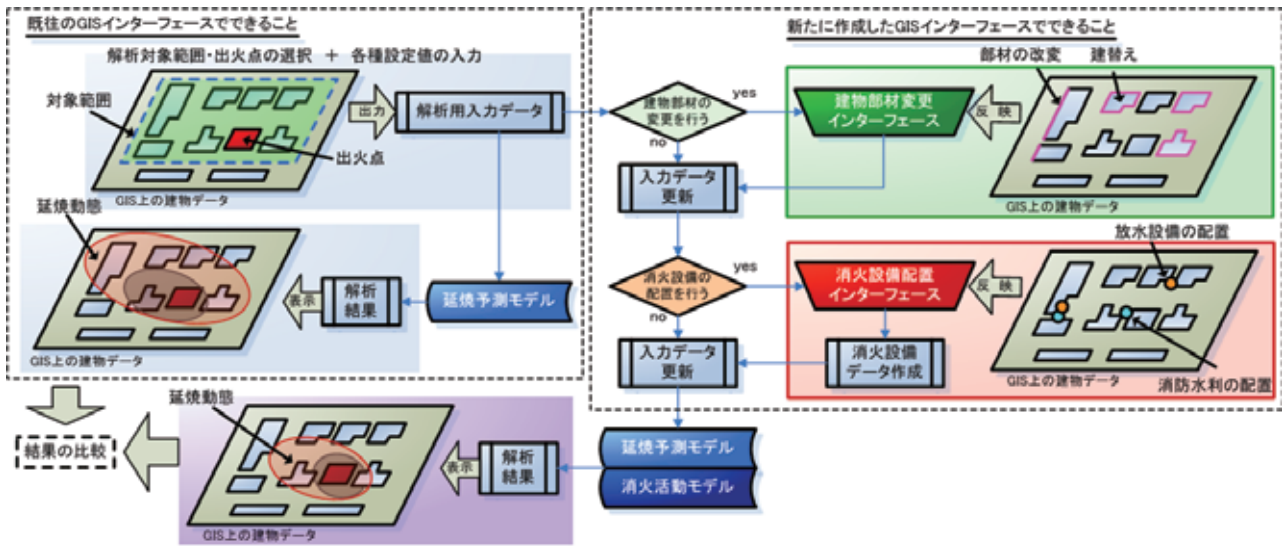 既往のGISインターフェースでできること
解析対象範囲・出火点の選択 + 各種設定値の入力
対象範囲
出火点
GIS上の建物データ
出力
解析用入力データ
延焼動態
GIS上の建物データ
表示
解析
結果
延焼予測モデル
新たに作成したGISインターフェースでできること
建物部材の
変更を行う
yes
no
建物部材変更
インターフェース
反映
部材の改変
建替え
GIS上の建物データ
入力データ
更新
消火設備の
配置を行う
yes
no
消火設備配置
インターフェース
反映
放水設備の配置
消防水利の配置
GIS上の建物データ
消火設備
データ作成
入力データ
更新
延焼予測モデル
消火活動モデル
解析
結果
表示
延焼動態
GIS上の建物データ
結果の比較